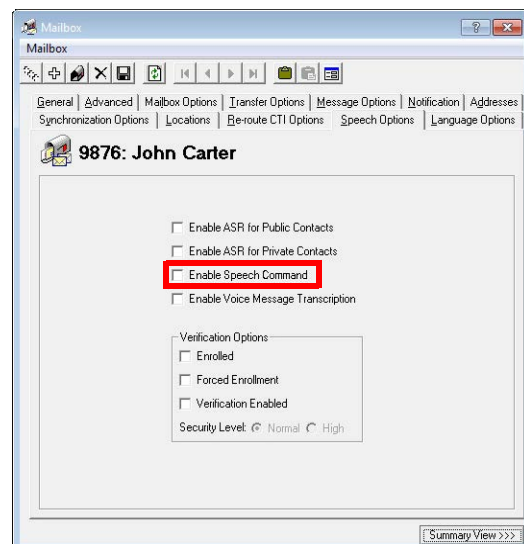 Mailbox
Mailbox
General Advanced Mailbox Options Transfer Options Message Options Notification Addresses
Synchronization Options Locations Re-route CTI Options Speech Options Language Options
9876: John Carter
Enable ASR for Public Contacts
Enable ASR for Private Contacts
Enable Speech Command
Enable Voice Message Transcription
Verification Options
Enrolled
Forced Enrollment
Verification Enabled
Security Level: Normal High
Summary View >>>